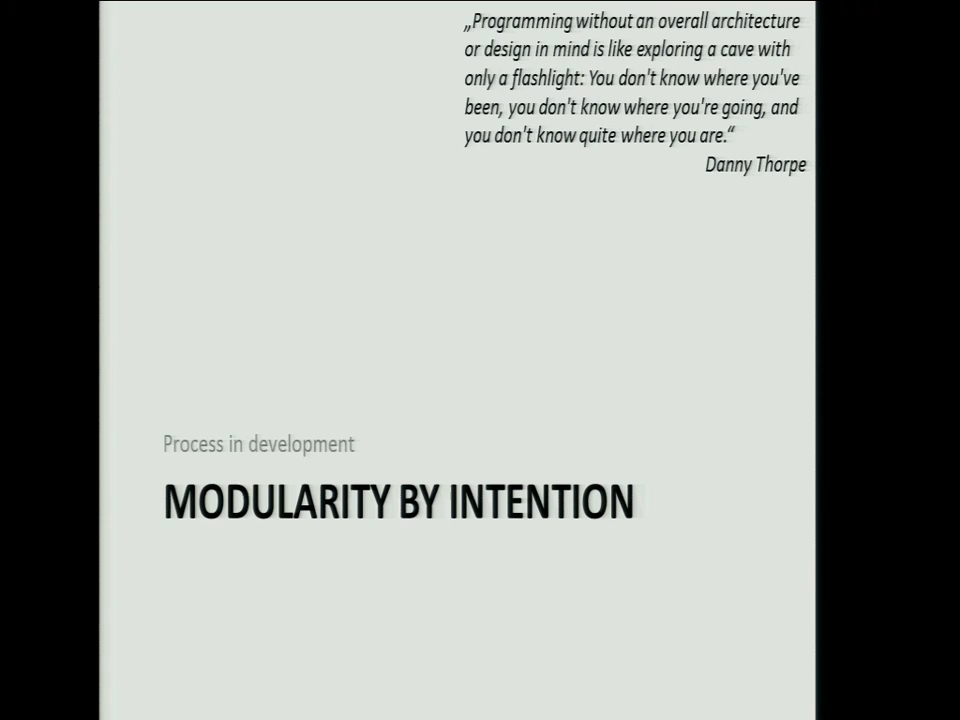 „Programming without an overall architecture
or design in mind is like exploring a cave with
only a flashlight: You don't know where you've
been, you don't know where you're going, and
you don't know quite where you are.“
Danny Thorpe
Process in development
MODULARITY BY INTENTION